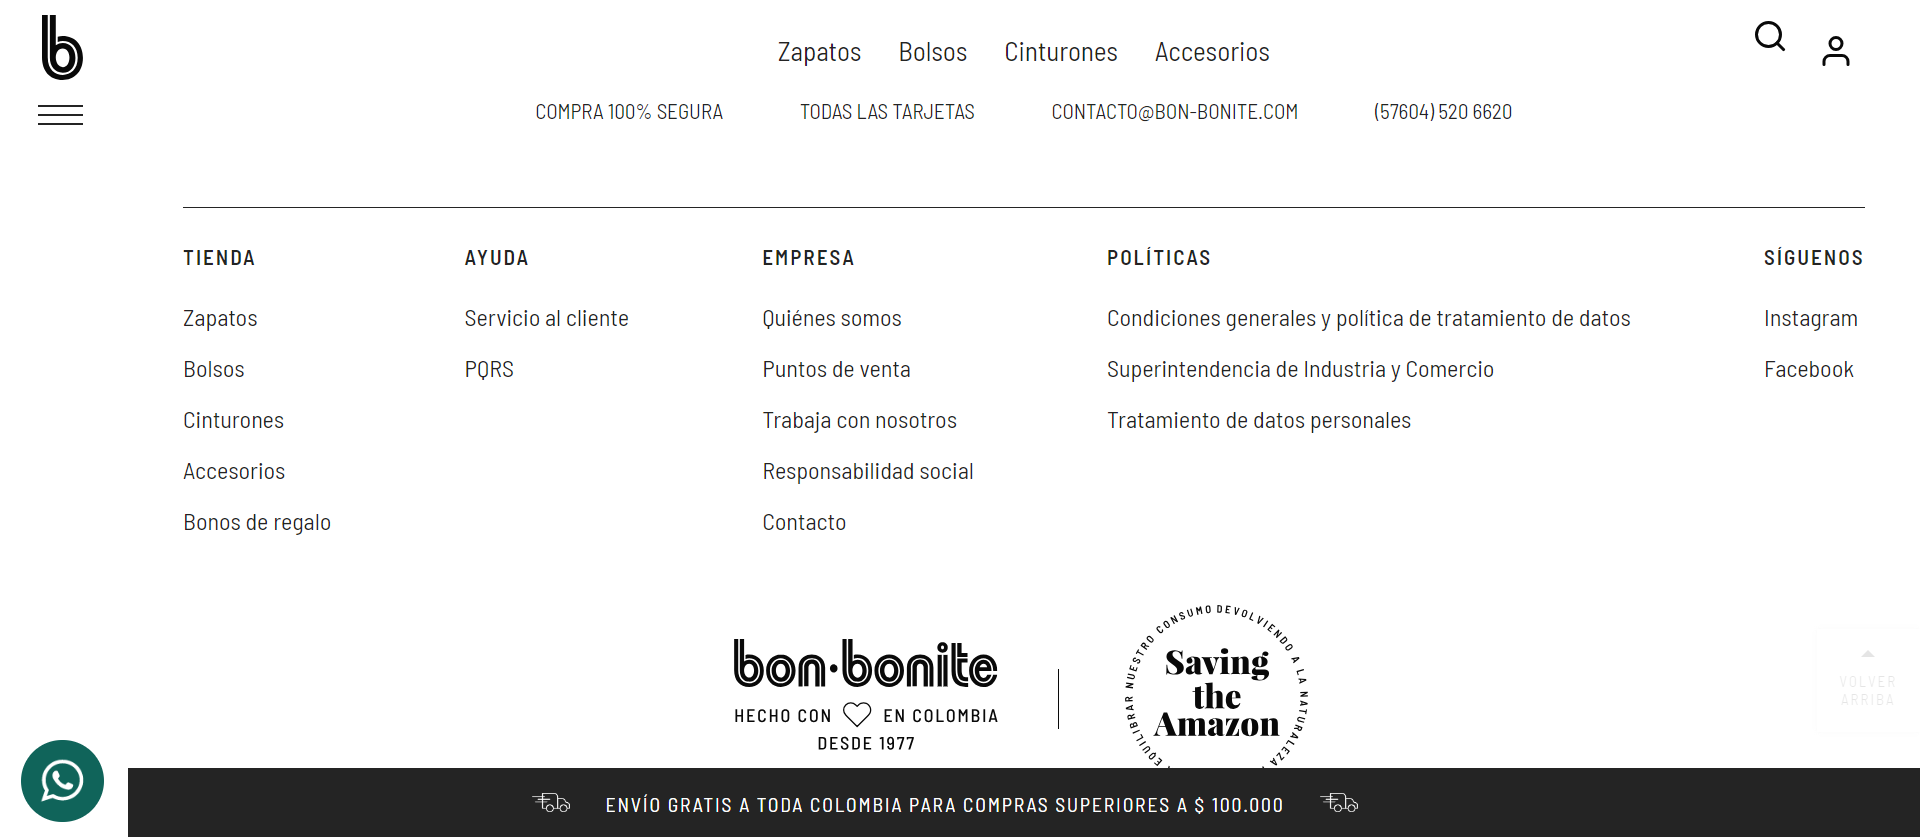 b
Zapatos Bolsos Cinturones Accesorios
COMPRA 100% SEGURA TODAS LAS TARJETAS CONTACTO@BON-BONITE.COM (57604) 520 6620
TIENDA
Zapatos
Bolsos
Cinturones
Accesorios
Bonos de regalo
AYUDA
Servicio al cliente
PQRS
EMPRESA
Quiénes somos
Puntos de venta
Trabaja con nosotros
Responsabilidad social
Contacto
POLÍTICAS
Condiciones generales y política de tratamiento de datos
Superintendencia de Industria y Comercio
Tratamiento de datos personales
SÍGUENOS
Instagram
Facebook
bon·bonite
HECHO CON EN COLOMBIA
DESDE 1977
EQUILIBRAR NUESTRO CONSUMO DEVOLVIENDO A LA NATURALEZA
Saving
the
Amazon
VOLVER
ARRIBA
ENVÍO GRATIS A TODA COLOMBIA PARA COMPRAS SUPERIORES A $ 100.000